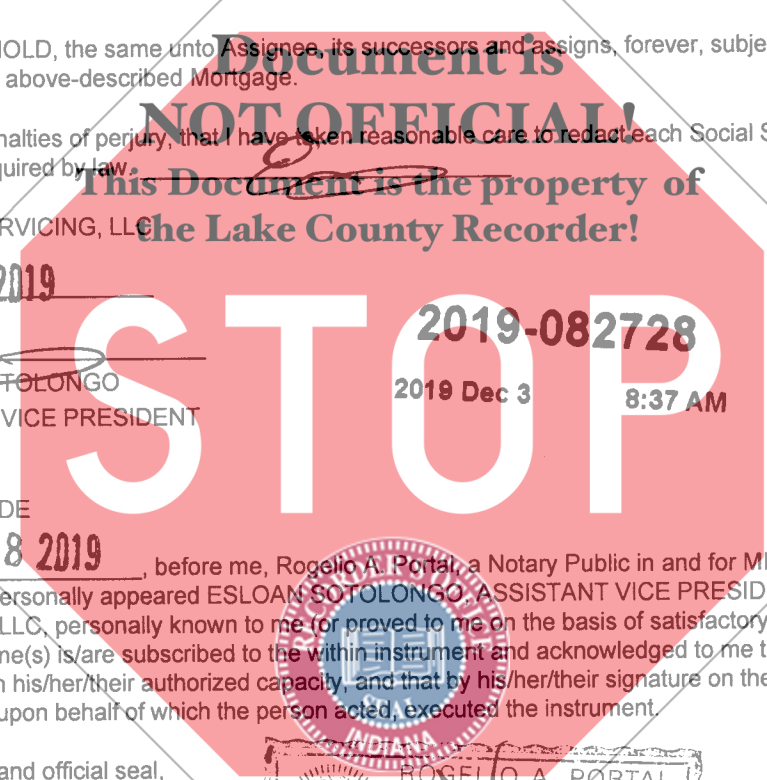 HOLD, the same unto Assignee, its successors and assigns, forever, subje
above-described Mortgage.
Document is
NOT OFFICIAL!
nalties of perjury, that I have taken reasonable care to redact each Social S
quired by law.
This Document is the property of
the Lake County Recorder!
RVICING, LLC
2019
STOP
2019-082728
2019 Dec 3 8:37 AM
TOLONGO
VICE PRESIDENT
DE
8 2019, before me, Rogelio A. Portal, a Notary Public in and for MI
ersonally appeared ESLOAN SOTOLONGO, ASSISTANT VICE PRESID
LLC, personally known to me (or proved to me on the basis of satisfactory
ne(s) is/are subscribed to the within instrument and acknowledged to me t
n his/her/their authorized capacity, and that by his/her/their signature on the
upon behalf of which the person acted, executed the instrument.
RECORDER'S OFFICE
INDIANA
and official seal,
ROGELIO A. PORTAL